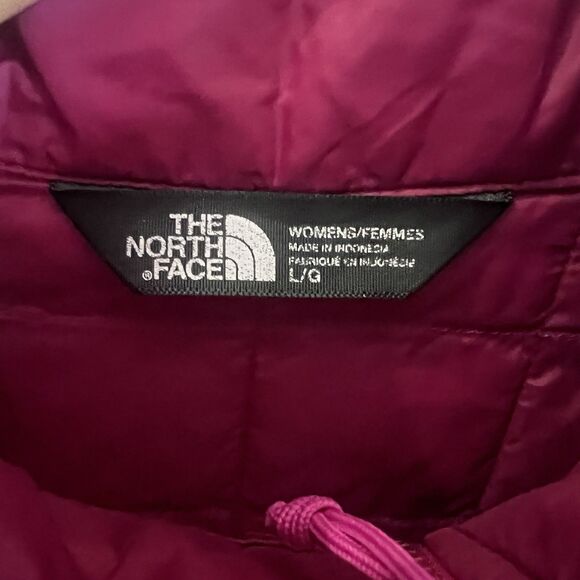 THE
NORTH
FACE®
WOMENS/FEMMES
MADE IN INDONESIA
FABRIQUÉ EN INDONÉSIE
L/G